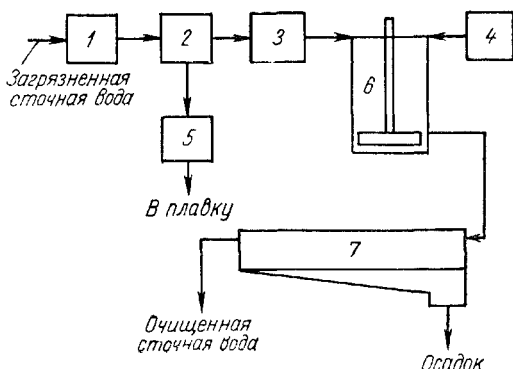 1
2
3
4
Загрязненная
сточная вода
5
6
В плавку
7
Очищенная
сточная вода
Осадок